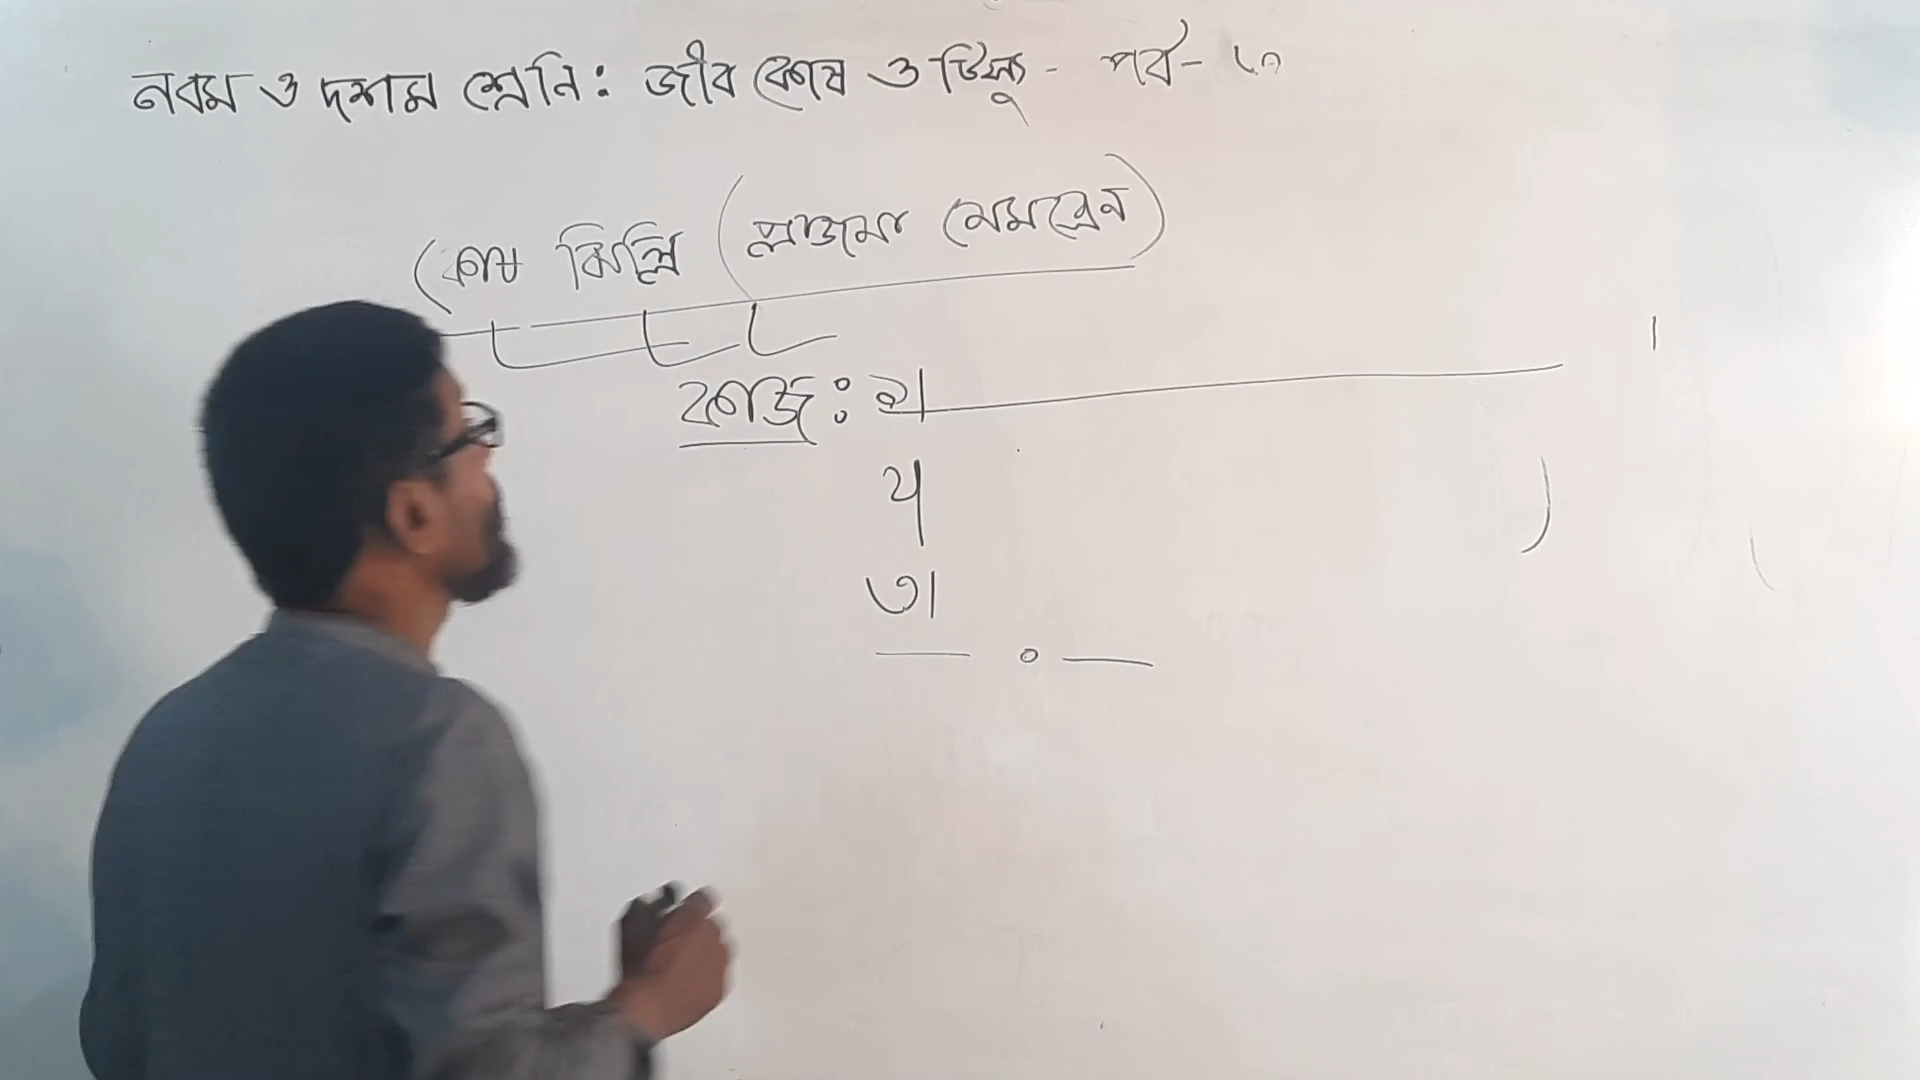 নবম ও দশম শ্রেনি: জীব কোষ ও টিস্যু - পর্ব -
কোষ ঝিল্লি (প্লাজমা মেমব্রেন)
কাজ: ১।
২।
৩।